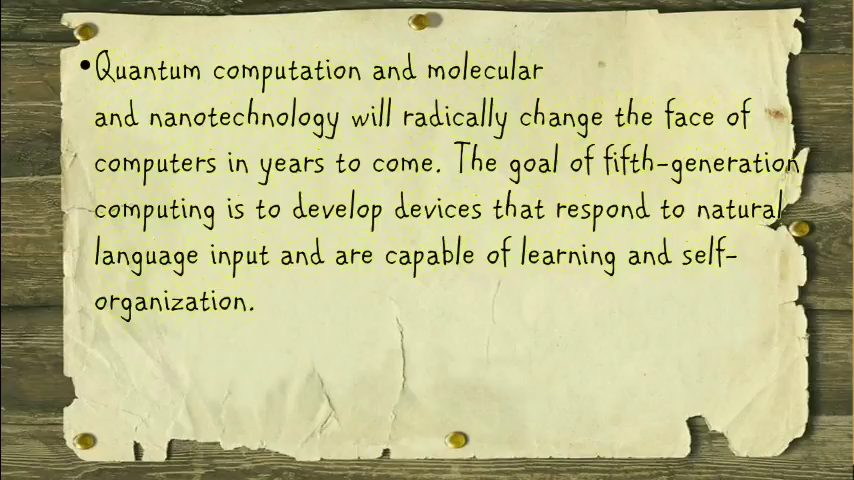 •Quantum computation and molecular
and nanotechnology will radically change the face of
computers in years to come. The goal of fifth-generation
computing is to develop devices that respond to natural
language input and are capable of learning and self-
organization.